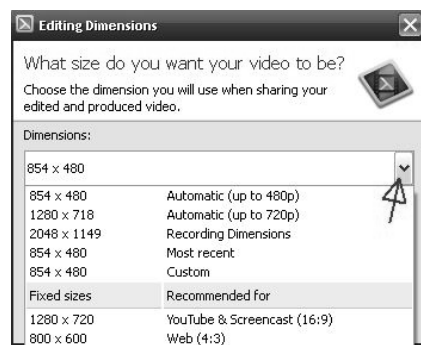 Editing Dimensions
What size do you want your video to be?
Choose the dimension you will use when sharing your
edited and produced video.
Dimensions:
854 x 480
854 x 480 Automatic (up to 480p)
1280 x 718 Automatic (up to 720p)
2048 x 1149 Recording Dimensions
854 x 480 Most recent
854 x 480 Custom
Fixed sizes Recommended for
1280 x 720 YouTube & Screencast (16:9)
800 x 600 Web (4:3)